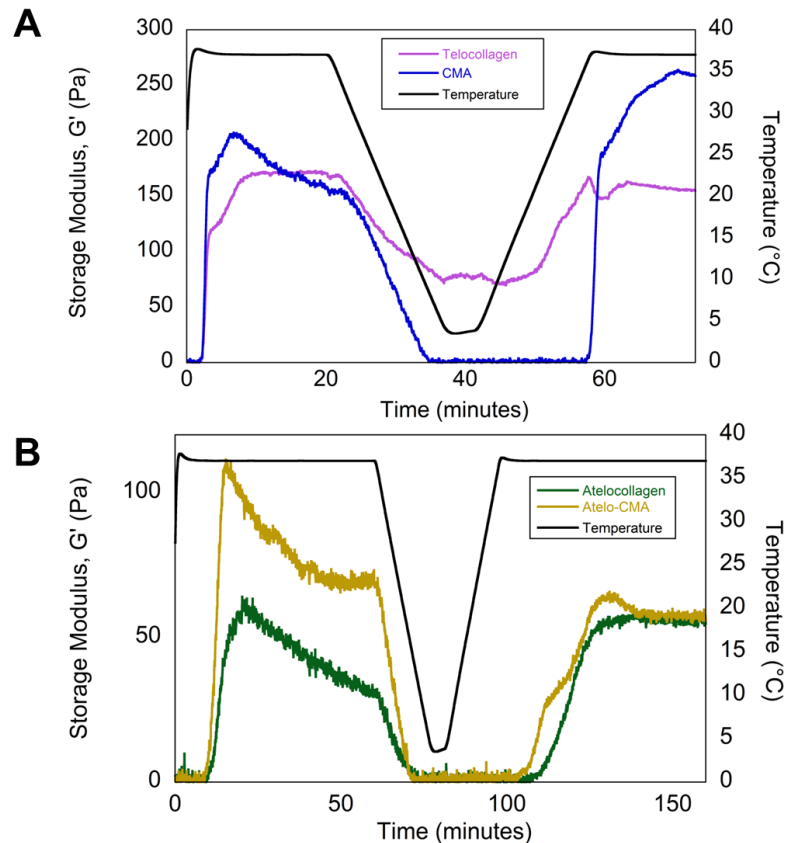 A
Storage Modulus, G' (Pa)
300
250
200
150
100
50
0
Telocollagen
CMA
Temperature
40
35
30
25
20
15
10
5
0
Temperature (°C)
0
20
40
60
Time (minutes)
B
Storage Modulus, G' (Pa)
100
50
0
Atelocollagen
Atelo-CMA
Temperature
40
35
30
25
20
15
10
5
0
Temperature (°C)
0
50
100
150
Time (minutes)